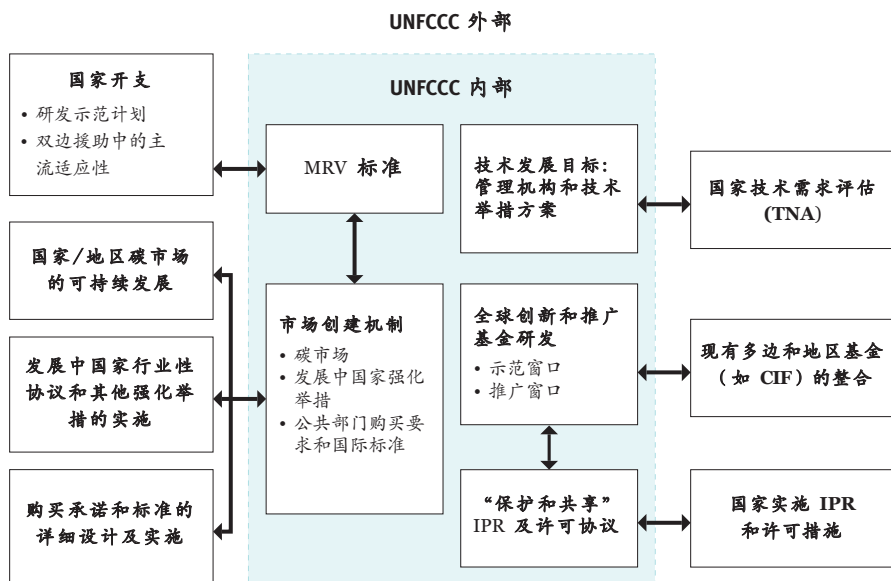 UNFCCC 外部
国家开支
• 研发示范计划
• 双边援助中的主
流适应性
国家/地区碳市场
的可持续发展
发展中国家行业性
协议和其他强化举
措的实施
购买承诺和标准的
详细设计及实施
UNFCCC 内部
MRV 标准
市场创建机制
• 碳市场
• 发展中国家强化
举措
• 公共部门购买要
求和国际标准
技术发展目标：
管理机构和技术
举措方案
全球创新和推广
基金研发
• 示范窗口
• 推广窗口
“保护和共享”
IPR 及许可协议
国家技术需求评估
(TNA)
现有多边和地区基金
（如 CIF）的整合
国家实施 IPR
和许可措施